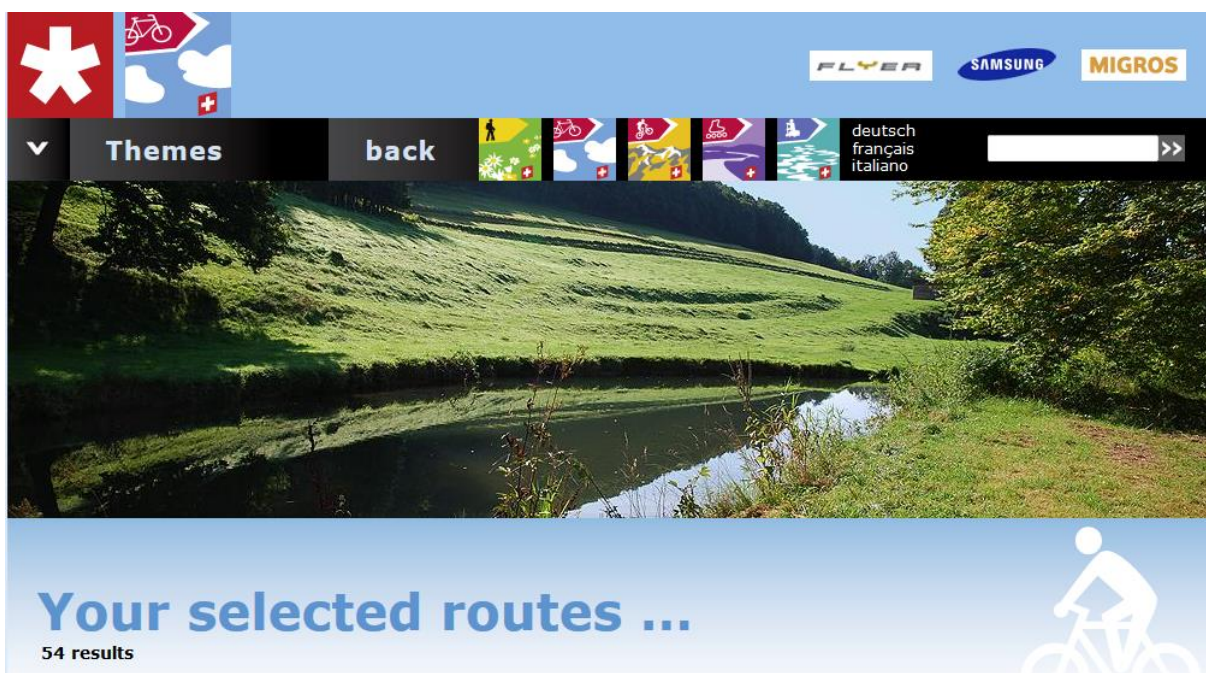 FLYER
SAMSUNG
MIGROS
Themes
back
deutsch
français
italiano
>>
Your selected routes ...
54 results